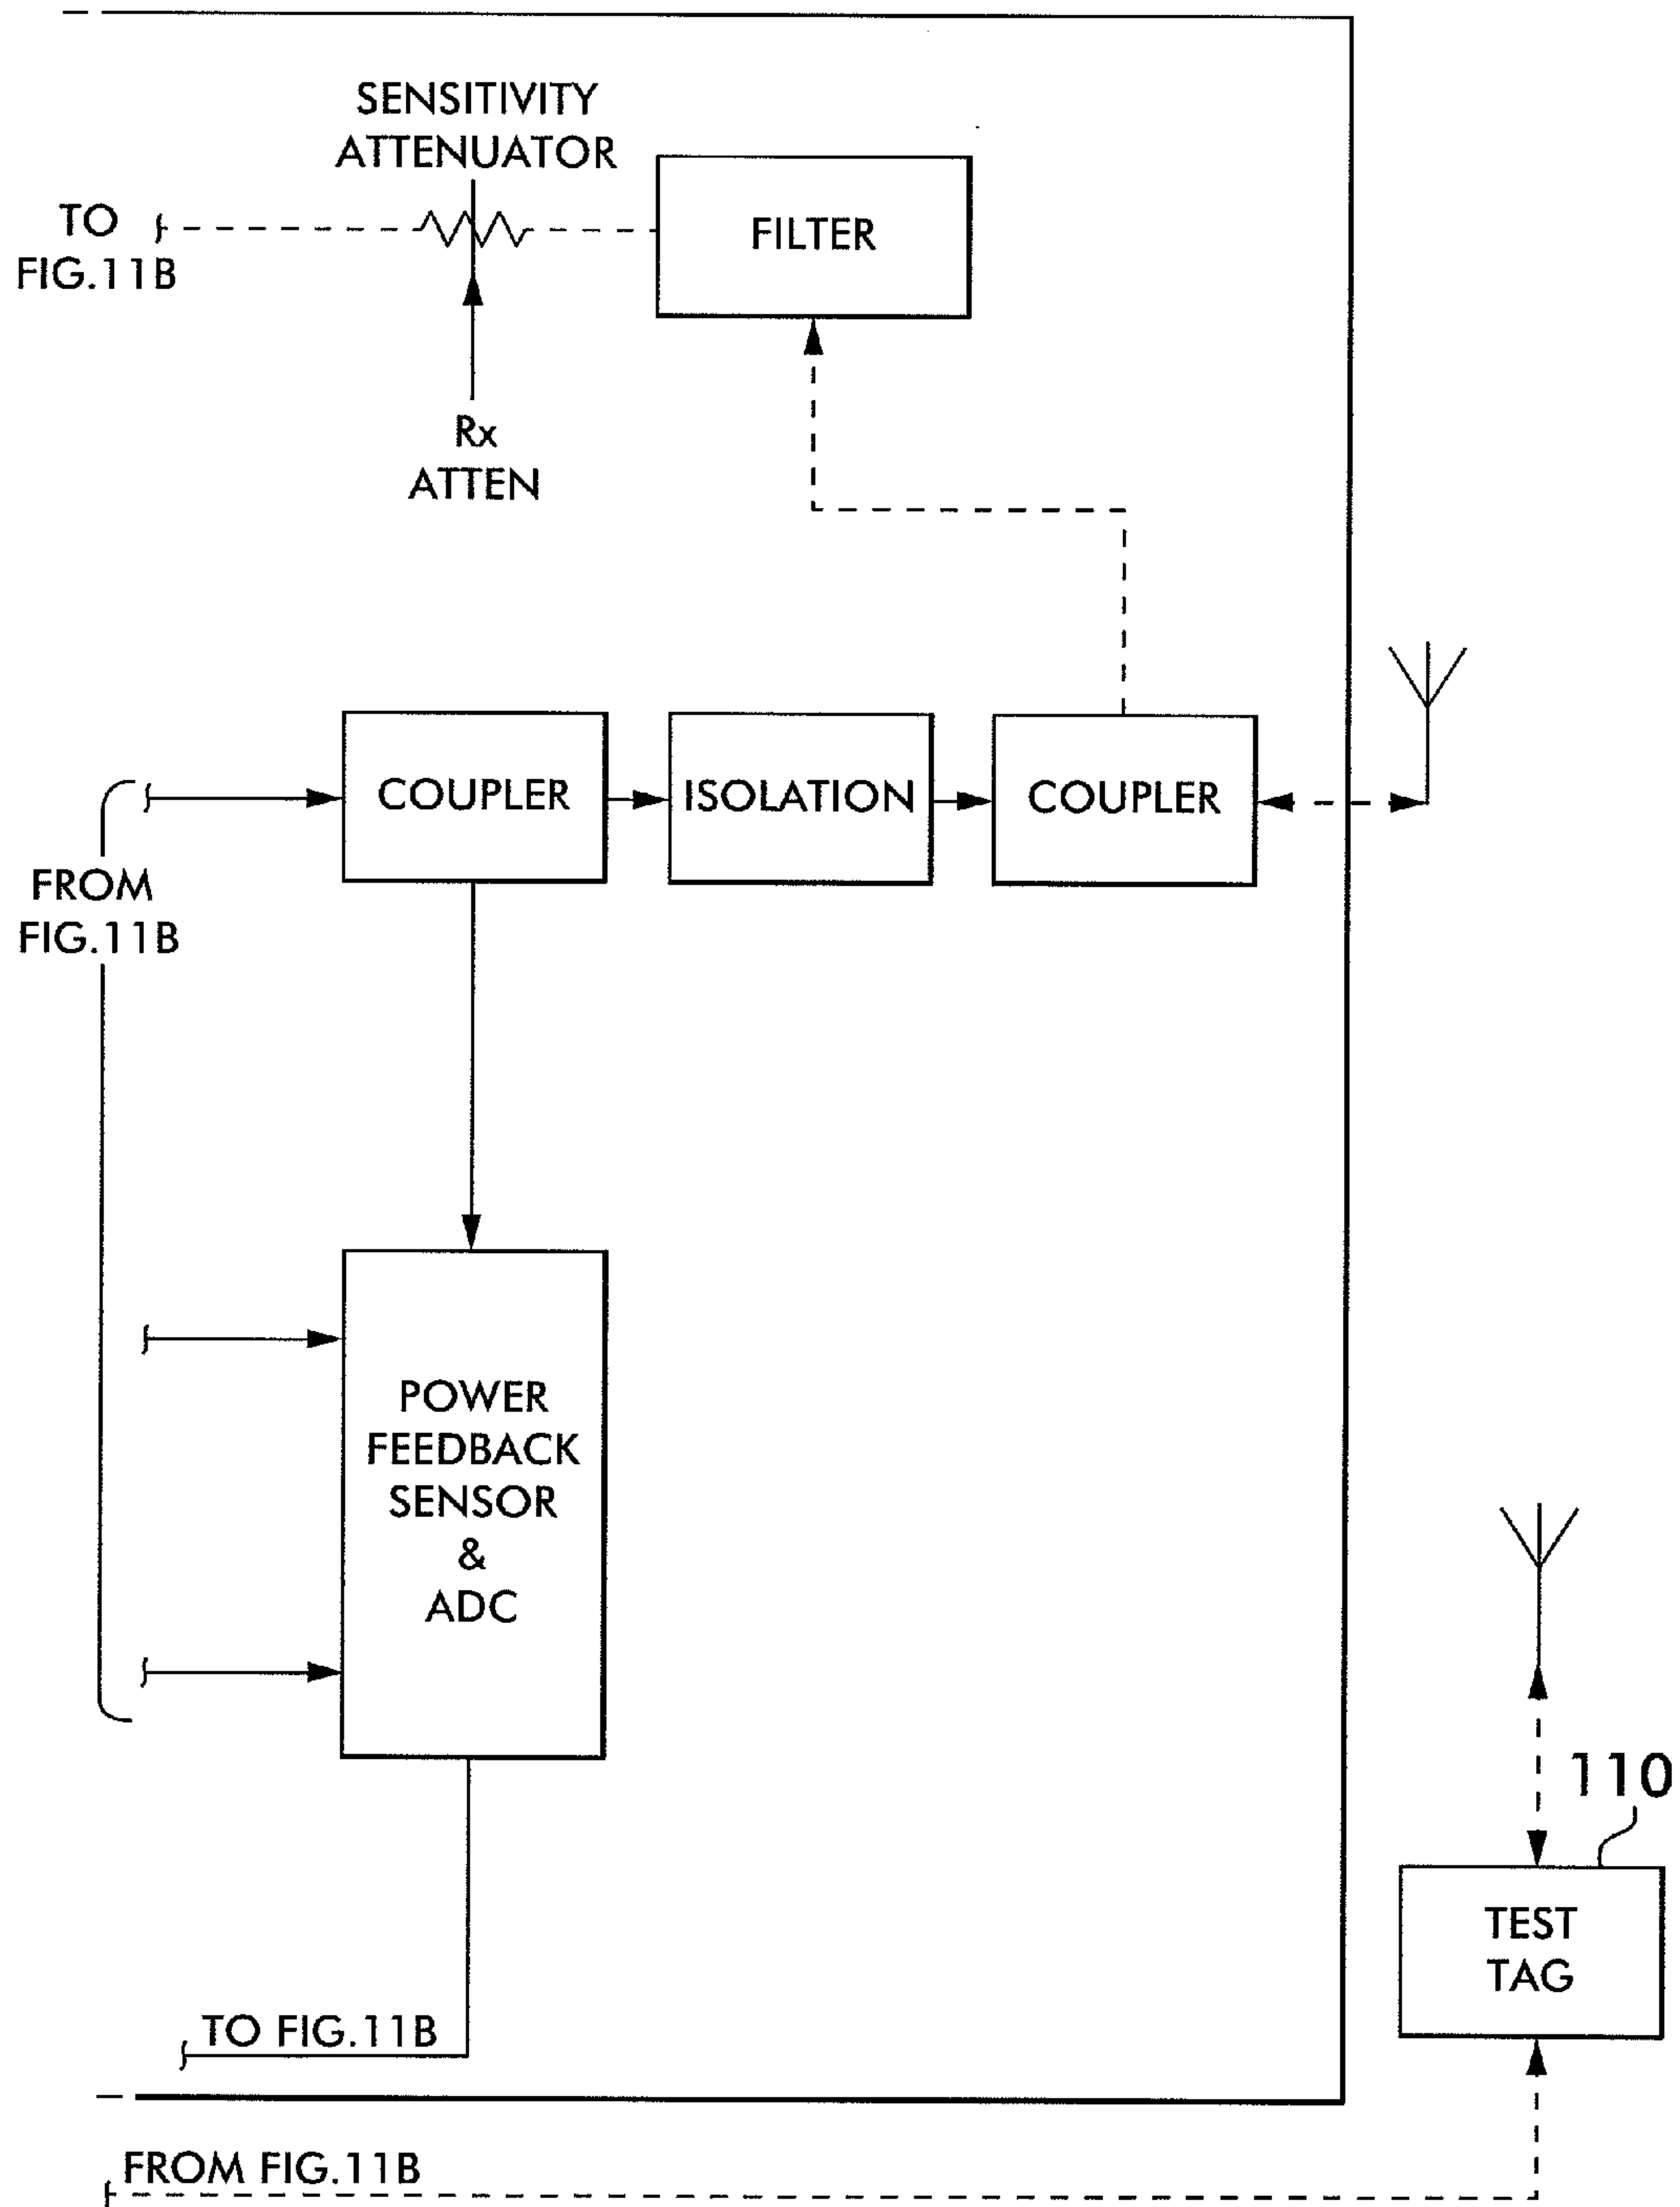 SENSITIVITY
ATTENUATOR
TO
FIG.11B
FILTER
Rx
ATTEN
COUPLER
ISOLATION
COUPLER
FROM
FIG.11B
POWER
FEEDBACK
SENSOR
&
ADC
110
TEST
TAG
TO FIG.11B
FROM FIG.11B